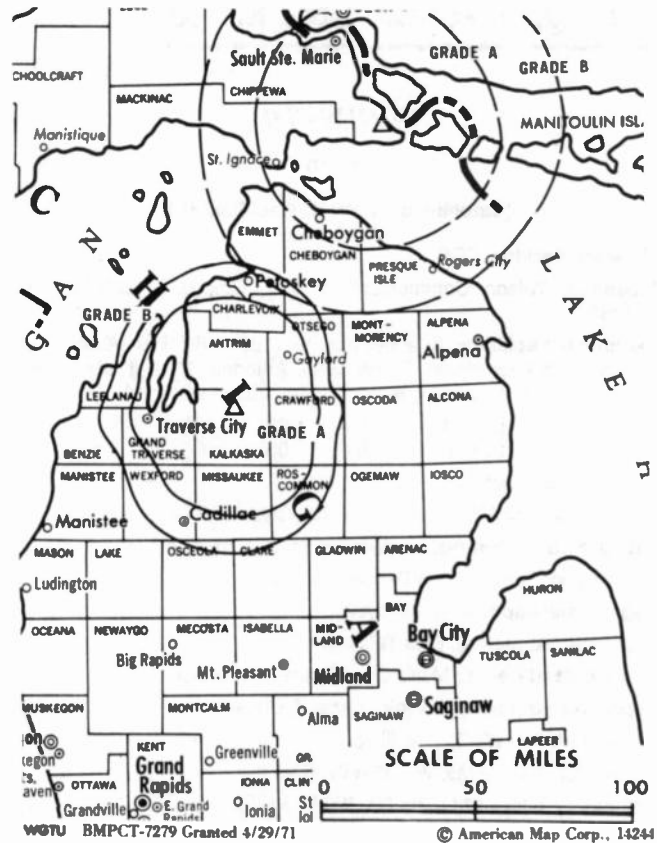 Sault Ste. Marie
GRADE A
GRADE B
SCHOOLCRAFT
MACKINAC
CHIPPEWA
Manistique
St. Ignace
MANITOULIN ISL
EMMET
Cheboygan
CHEBOYGAN
PRESQUE
ISLE
Rogers City
Petoskey
L A K E
M I C H I G A N
GRADE B
CHARLEVOIX
OTSEGO
MONT-
MORENCY
ALPENA
ANTRIM
Gaylord
Alpena
LEELANAU
CRAWFORD
OSCODA
ALCONA
Traverse City
GRADE A
GRAND
TRAVERSE
BENZIE
KALKASKA
MANISTEE
WEXFORD
MISSAUKEE
ROS-
COMMON
OGEMAW
IOSCO
Manistee
Cadillac
MASON
LAKE
OSCEOLA
CLARE
GLADWIN
ARENAC
Ludington
HURON
BAY
OCEANA
NEWAYGO
MECOSTA
ISABELLA
MID-
LAND
Bay City
Big Rapids
Mt. Pleasant
Midland
TUSCOLA
SANILAC
MUSKEGON
MONTCALM
Alma
SAGINAW
Saginaw
LAPEER
KENT
Greenville
SCALE OF MILES
OTTAWA
Grand
Rapids
IONIA
CLIN
0 50 100
Grandville
E. Grand
Rapids
Ionia
WGTU BMPCT-7279 Granted 4/29/71
© American Map Corp., 14244